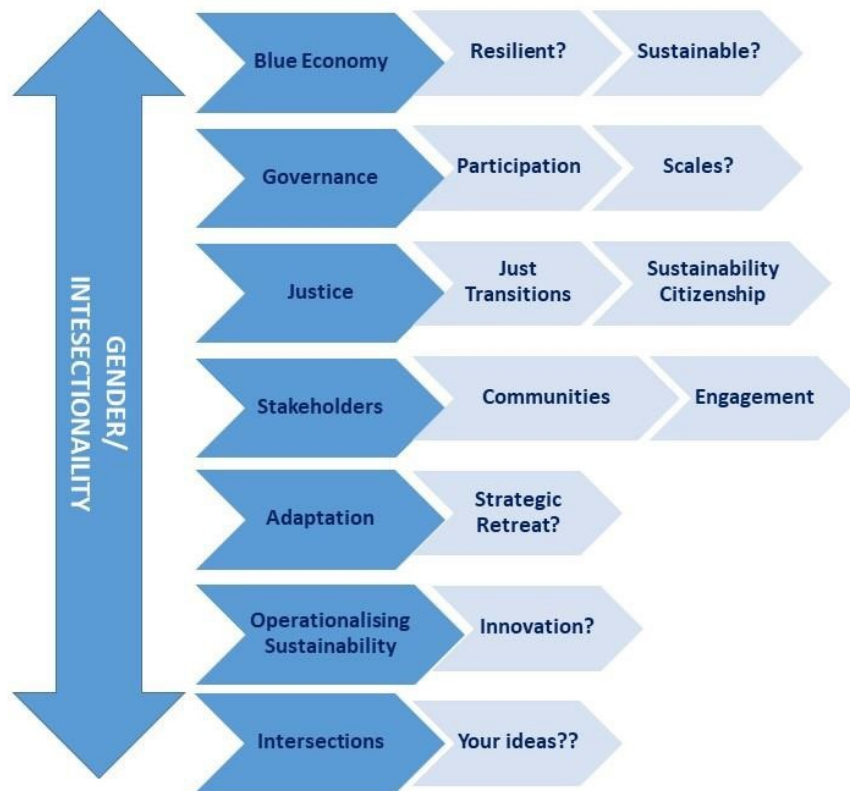 GENDER/
INTESECTIONAILITY
Blue Economy
Resilient?
Sustainable?
Governance
Participation
Scales?
Justice
Just
Transitions
Sustainability
Citizenship
Stakeholders
Communities
Engagement
Adaptation
Strategic
Retreat?
Operationalising
Sustainability
Innovation?
Intersections
Your ideas??